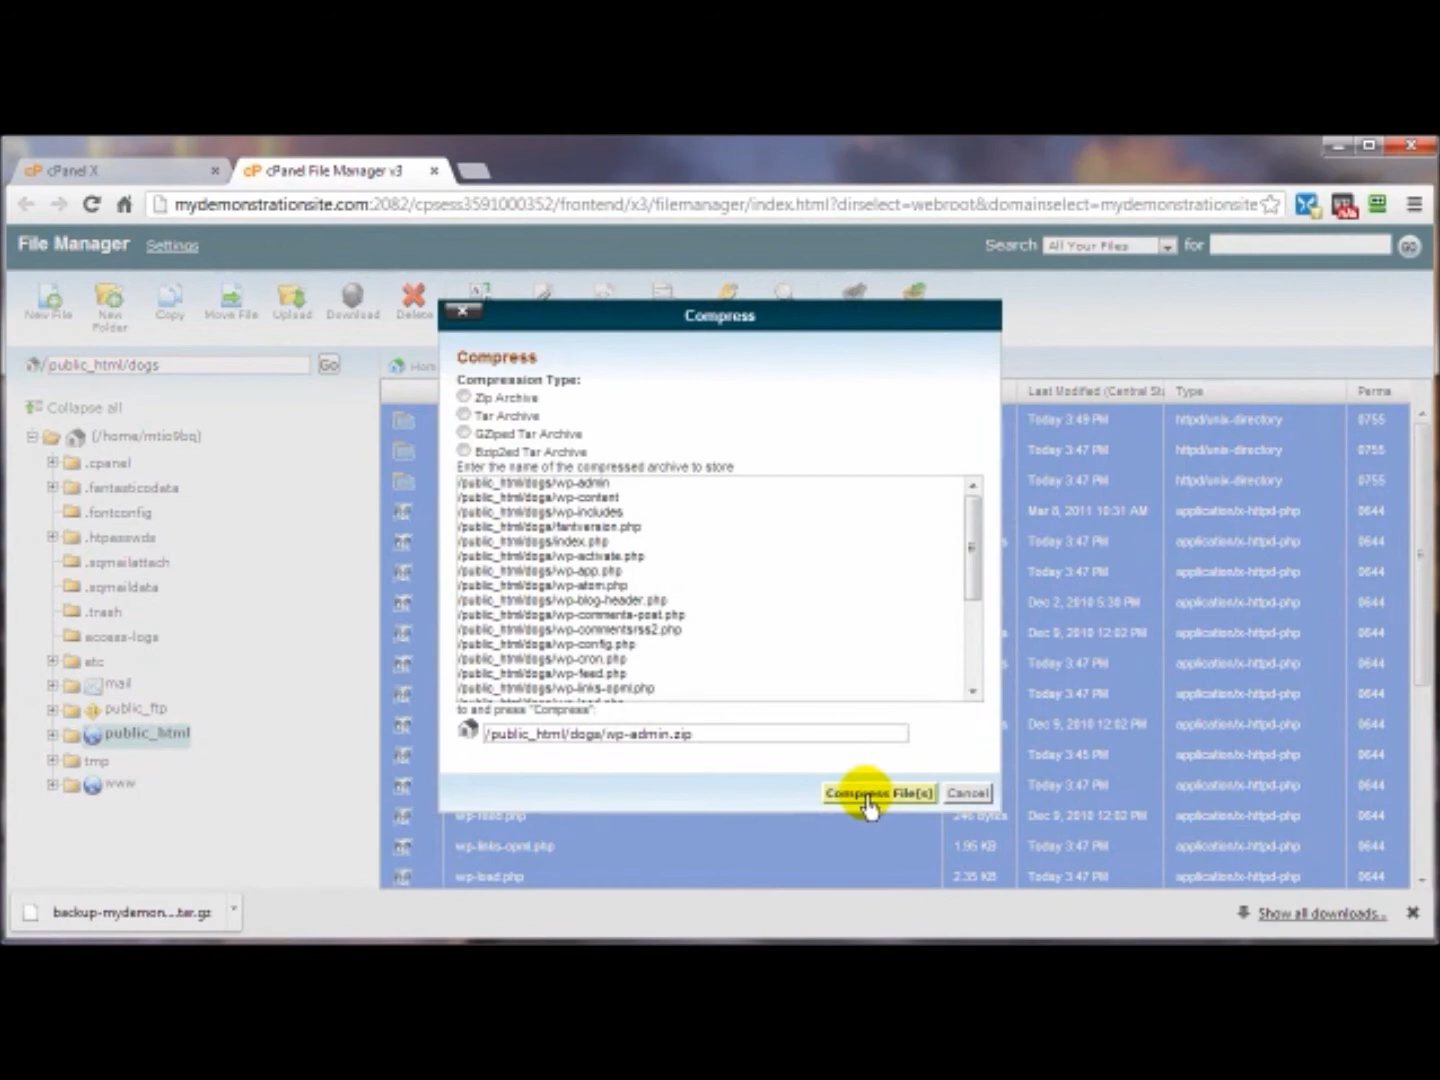 cPanel X
cPanel File Manager v3
mydemonstrationsite.com:2082/cpsess3591000352/frontend/x3/filemanager/index.html?dirselect=webroot&domainselect=mydemonstrationsite
File Manager Settings
Search All Your Files for GO
New File
New Folder
Copy
Move File
Upload
Download
Delete
/public_html/dogs Go
Collapse all
(/home/mtio9bq)
.cpanel
.fantasticodata
.fontconfig
.htpasswds
.sqmailattach
.sqmaildata
.trash
access-logs
etc
mail
public_ftp
public_html
tmp
www
Compress
Compress
Compression Type:
Zip Archive
Tar Archive
GZiped Tar Archive
Bzip2ed Tar Archive
Enter the name of the compressed archive to store
/public_html/dogs/wp-admin
/public_html/dogs/wp-content
/public_html/dogs/wp-includes
/public_html/dogs/fantversion.php
/public_html/dogs/index.php
/public_html/dogs/wp-activate.php
/public_html/dogs/wp-app.php
/public_html/dogs/wp-atom.php
/public_html/dogs/wp-blog-header.php
/public_html/dogs/wp-comments-post.php
/public_html/dogs/wp-commentsrss2.php
/public_html/dogs/wp-config.php
/public_html/dogs/wp-cron.php
/public_html/dogs/wp-feed.php
/public_html/dogs/wp-links-opml.php
/public_html/dogs/wp-load.php
to and press "Compress":
/public_html/dogs/wp-admin.zip
Compress File(s) Cancel
Last Modified (Central St Type Perms
Today 3:49 PM httpd/unix-directory 0755
Today 3:47 PM httpd/unix-directory 0755
Today 3:47 PM httpd/unix-directory 0755
Mar 8, 2011 10:31 AM application/x-httpd-php 0644
Today 3:47 PM application/x-httpd-php 0644
Today 3:47 PM application/x-httpd-php 0644
Dec 2, 2010 5:38 PM application/x-httpd-php 0644
Dec 9, 2010 12:02 PM application/x-httpd-php 0644
Today 3:47 PM application/x-httpd-php 0644
Today 3:47 PM application/x-httpd-php 0644
Dec 9, 2010 12:02 PM application/x-httpd-php 0644
Today 3:45 PM application/x-httpd-php 0644
Today 3:47 PM application/x-httpd-php 0644
wp-feed.php 246 bytes Dec 9, 2010 12:02 PM application/x-httpd-php 0644
wp-links-opml.php 1.95 KB Today 3:47 PM application/x-httpd-php 0644
wp-load.php 2.35 KB Today 3:47 PM application/x-httpd-php 0644
backup-mydemon....tar.gz
Show all downloads...